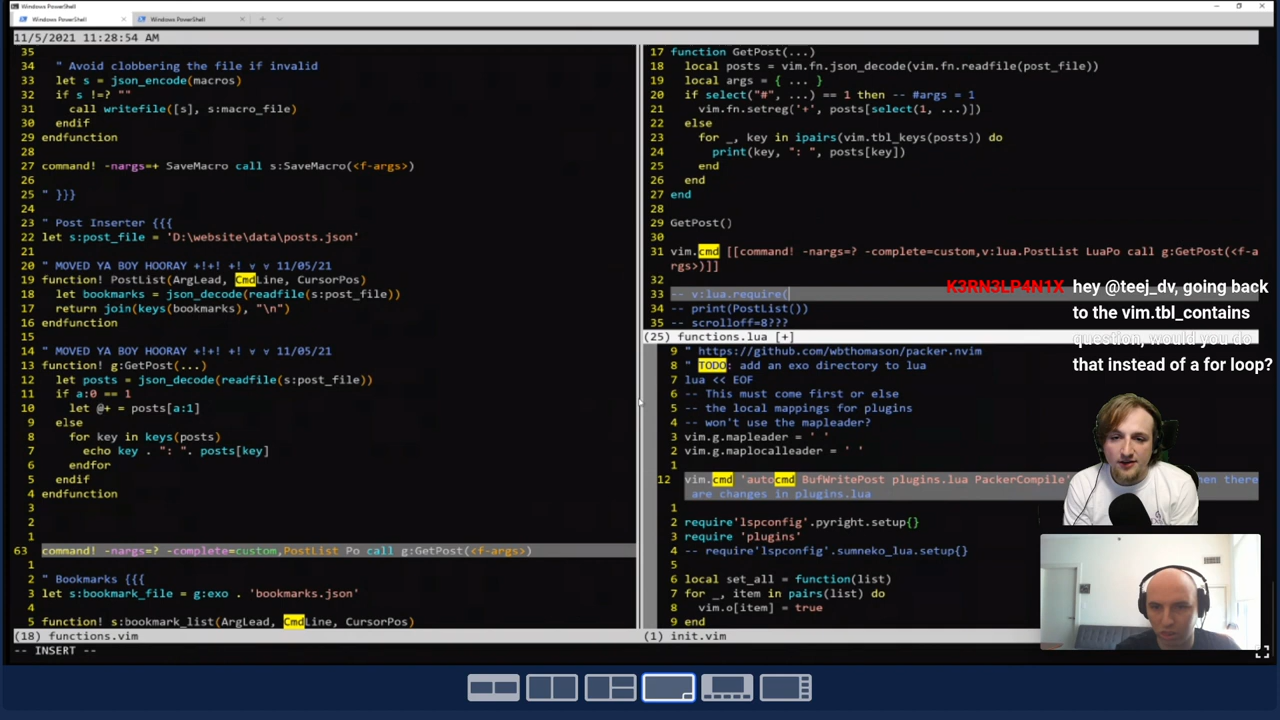 Windows PowerShell
Windows PowerShell
Windows PowerShell
11/5/2021 11:28:54 AM
35
34 " Avoid clobbering the file if invalid
33 let s = json_encode(macros)
32 if s !=? ""
31 call writefile([s], s:macro_file)
30 endif
29 endfunction
28
27 command! -nargs=+ SaveMacro call s:SaveMacro(<f-args>)
26
25 " }}}
24
23 " Post Inserter {{{
22 let s:post_file = 'D:\website\data\posts.json'
21
20 " MOVED YA BOY HOORAY +!+! +! v v 11/05/21
19 function! PostList(ArgLead, CmdLine, CursorPos)
18 let bookmarks = json_decode(readfile(s:post_file))
17 return join(keys(bookmarks), "\n")
16 endfunction
15
14 " MOVED YA BOY HOORAY +!+! +! v v 11/05/21
13 function! g:GetPost(...)
12 let posts = json_decode(readfile(s:post_file))
11 if a:0 == 1
10 let @+ = posts[a:1]
9 else
8 for key in keys(posts)
7 echo key . ": ". posts[key]
6 endfor
5 endif
4 endfunction
3
2
1
63 command! -nargs=? -complete=custom,PostList Po call g:GetPost(<f-args>)
1
2 " Bookmarks {{{
3 let s:bookmark_file = g:exo . 'bookmarks.json'
4
5 function! s:bookmark_list(ArgLead, CmdLine, CursorPos)
(18) functions.vim
-- INSERT --
17 function GetPost(...)
18 local posts = vim.fn.json_decode(vim.fn.readfile(post_file))
19 local args = { ... }
20 if select("#", ...) == 1 then -- #args = 1
21 vim.fn.setreg('+', posts[select(1, ...)])
22 else
23 for _, key in ipairs(vim.tbl_keys(posts)) do
24 print(key, ": ", posts[key])
25 end
26 end
27 end
28
29 GetPost()
30
31 vim.cmd [[command! -nargs=? -complete=custom,v:lua.PostList LuaPo call g:GetPost(<f-a
rgs>)]]
32
33 -- v:lua.require(
34 -- print(PostList())
35 -- scrolloff=8???
(25) functions.lua [+]
9 " https://github.com/wbthomason/packer.nvim
8 " TODO: add an exo directory to lua
7 lua << EOF
6 -- This must come first or else
5 -- the local mappings for plugins
4 -- won't use the mapleader?
3 vim.g.mapleader = ' '
2 vim.g.maplocalleader = ' '
1
12 vim.cmd 'autocmd BufWritePost plugins.lua PackerCompile' en there
are changes in plugins.lua
1
2 require'lspconfig'.pyright.setup{}
3 require 'plugins'
4 -- require'lspconfig'.sumneko_lua.setup{}
5
6 local set_all = function(list)
7 for _, item in pairs(list) do
8 vim.o[item] = true
9 end
(1) init.vim
K3RN3LP4N1X hey @teej_dv, going back
to the vim.tbl_contains
question, would you do
that instead of a for loop?